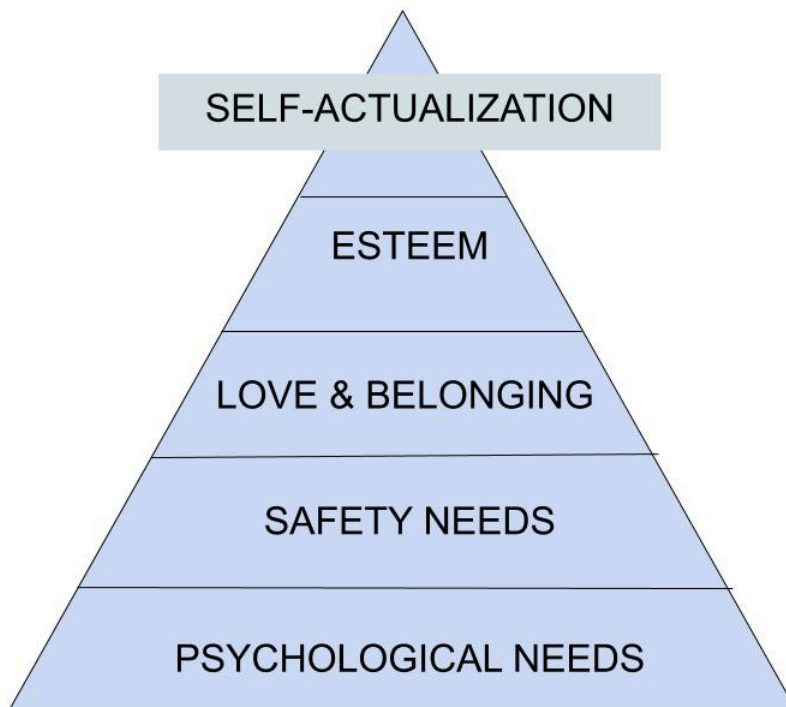 SELF-ACTUALIZATION
ESTEEM
LOVE & BELONGING
SAFETY NEEDS
PSYCHOLOGICAL NEEDS